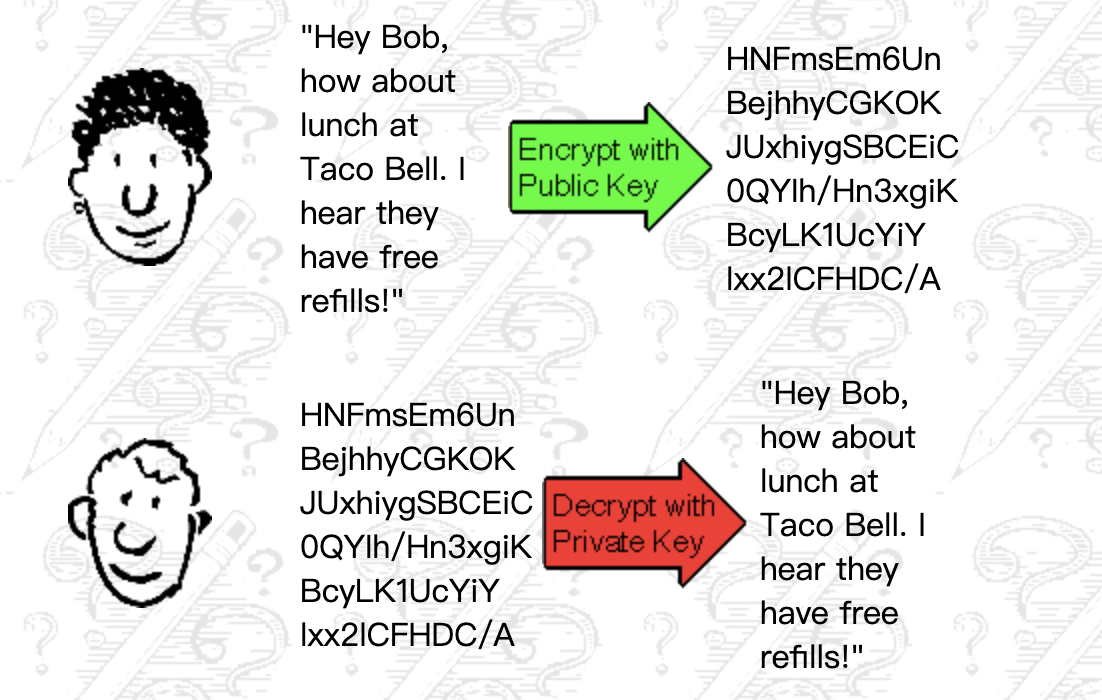 "Hey Bob,
how about
lunch at
Taco Bell. I
hear they
have free
refills!"
Encrypt with
Public Key
HNFmsEm6Un
BejhhyCGKOK
JUxhiygSBCEiC
0QYlh/Hn3xgiK
BcyLK1UcYiY
lxx2lCFHDC/A
HNFmsEm6Un
BejhhyCGKOK
JUxhiygSBCEiC
0QYlh/Hn3xgiK
BcyLK1UcYiY
lxx2lCFHDC/A
Decrypt with
Private Key
"Hey Bob,
how about
lunch at
Taco Bell. I
hear they
have free
refills!"